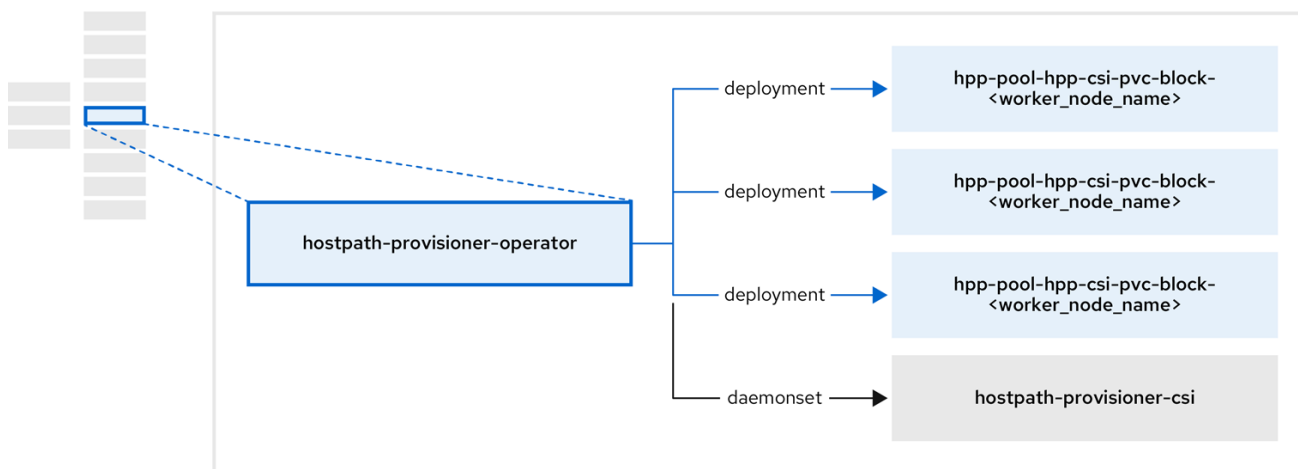 deployment
hpp-pool-hpp-csi-pvc-block-
<worker_node_name>
deployment
hpp-pool-hpp-csi-pvc-block-
<worker_node_name>
hostpath-provisioner-operator
deployment
hpp-pool-hpp-csi-pvc-block-
<worker_node_name>
daemonset
hostpath-provisioner-csi